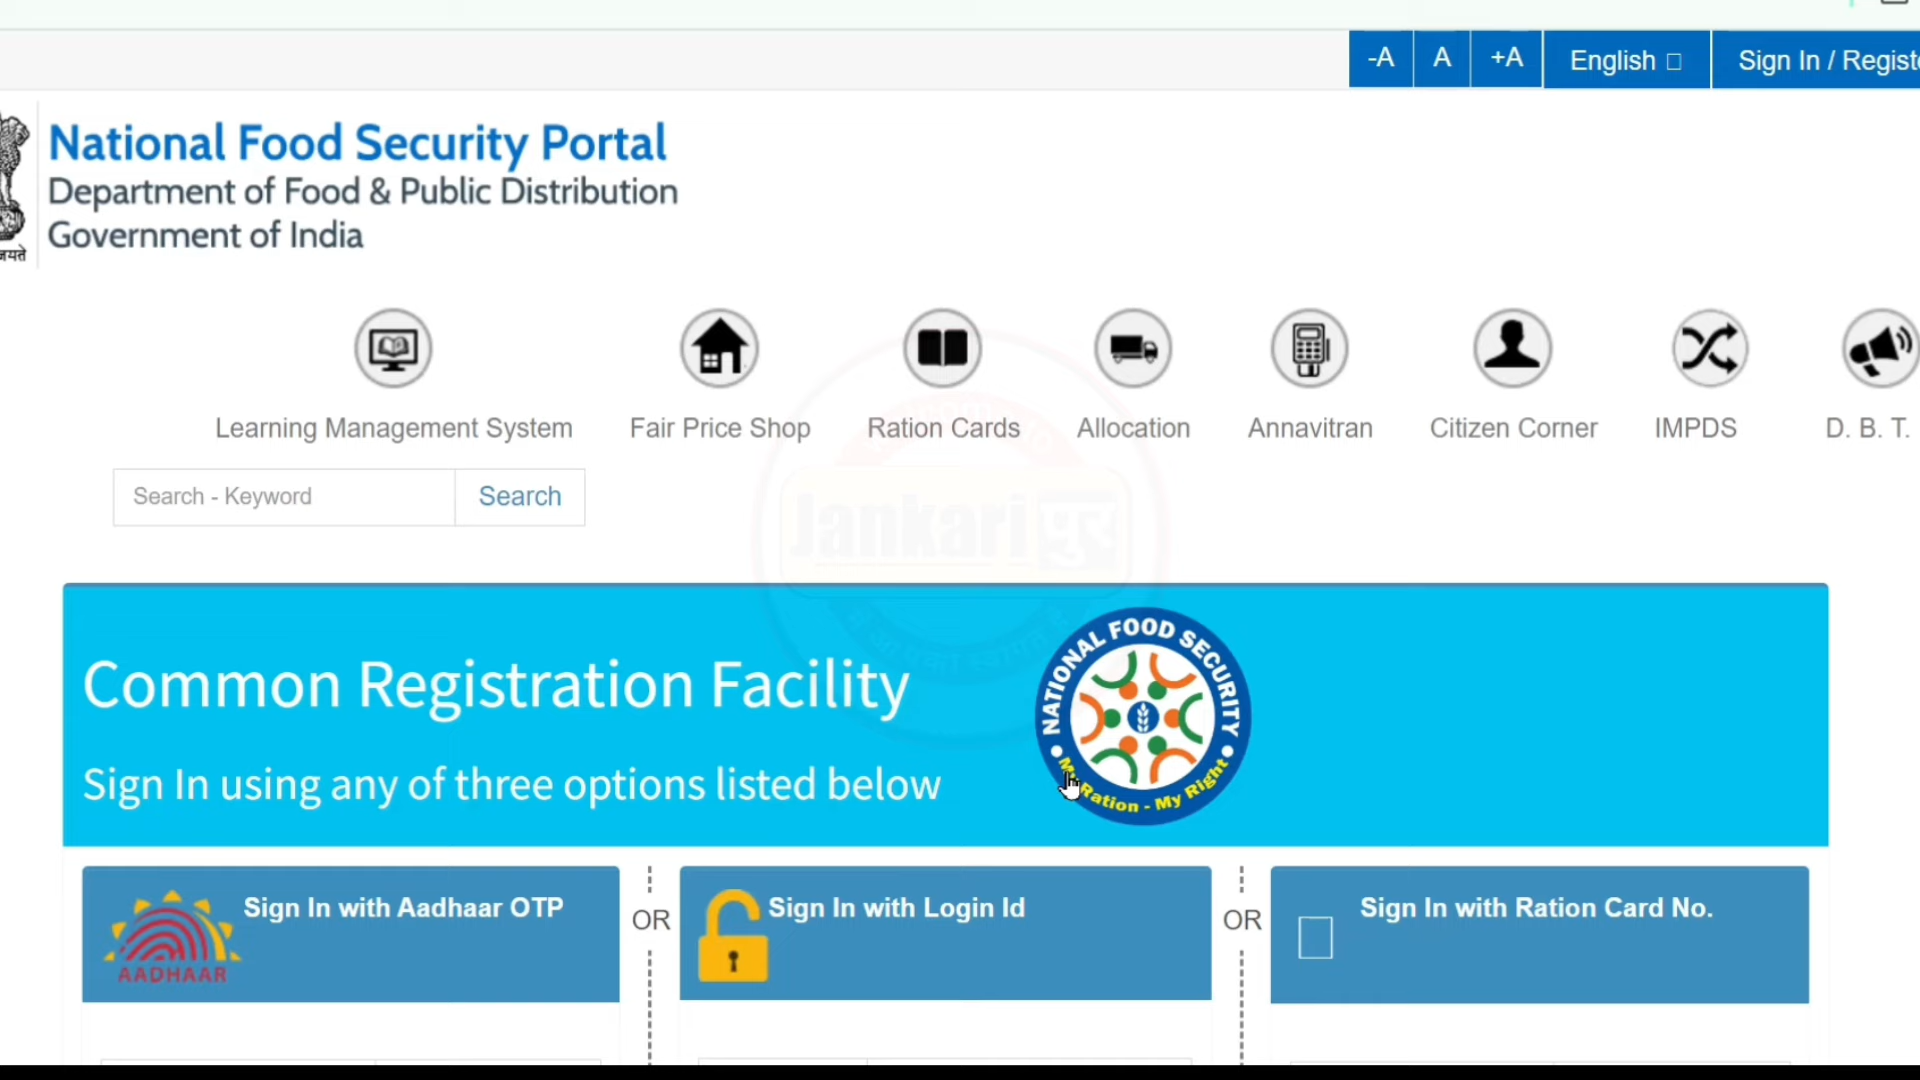 -A A +A English Sign In / Regist
National Food Security Portal
Department of Food & Public Distribution
Government of India
Learning Management System Fair Price Shop Ration Cards Allocation Annavitran Citizen Corner IMPDS D. B. T.
Search - Keyword Search
Jankari पुर
Common Registration Facility
Sign In using any of three options listed below
NATIONAL FOOD SECURITY
My Ration - My Right
Sign In with Aadhaar OTP OR Sign In with Login Id OR Sign In with Ration Card No.
AADHAAR